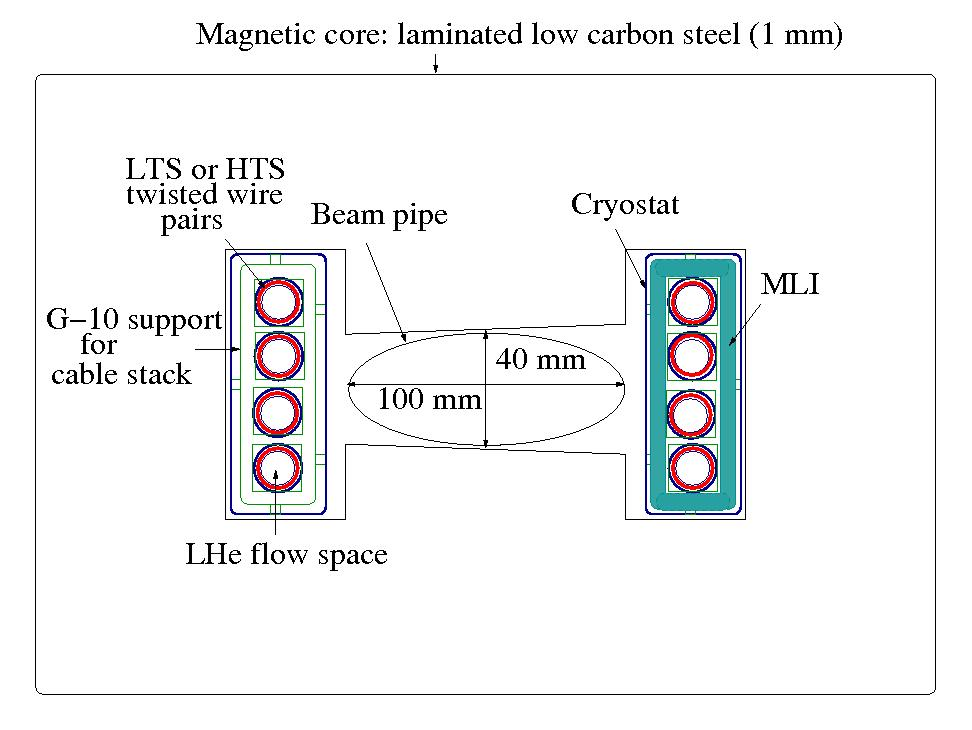 Magnetic core: laminated low carbon steel (1 mm)
LTS or HTS
twisted wire
pairs
Beam pipe
Cryostat
MLI
G−10 support
for
cable stack
40 mm
100 mm
LHe flow space